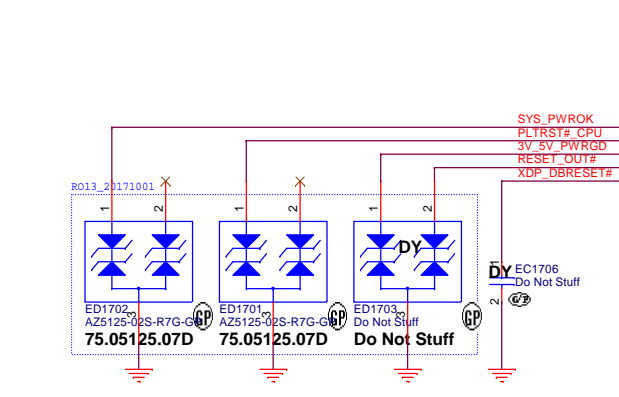 SYS_PWROK
PLTRST#_CPU
3V_5V_PWRGD
RESET_OUT#
XDP_DBRESET#
RO13_20171001
1
2
1
2
1
2
DY
DY
1
EC1706
Do Not Stuff
2
GP
ED1702
AZ5125-02S-R7G-GP
75.05125.07D
3
GP
ED1701
AZ5125-02S-R7G-GP
75.05125.07D
3
GP
ED1703
Do Not Stuff
Do Not Stuff
3
GP